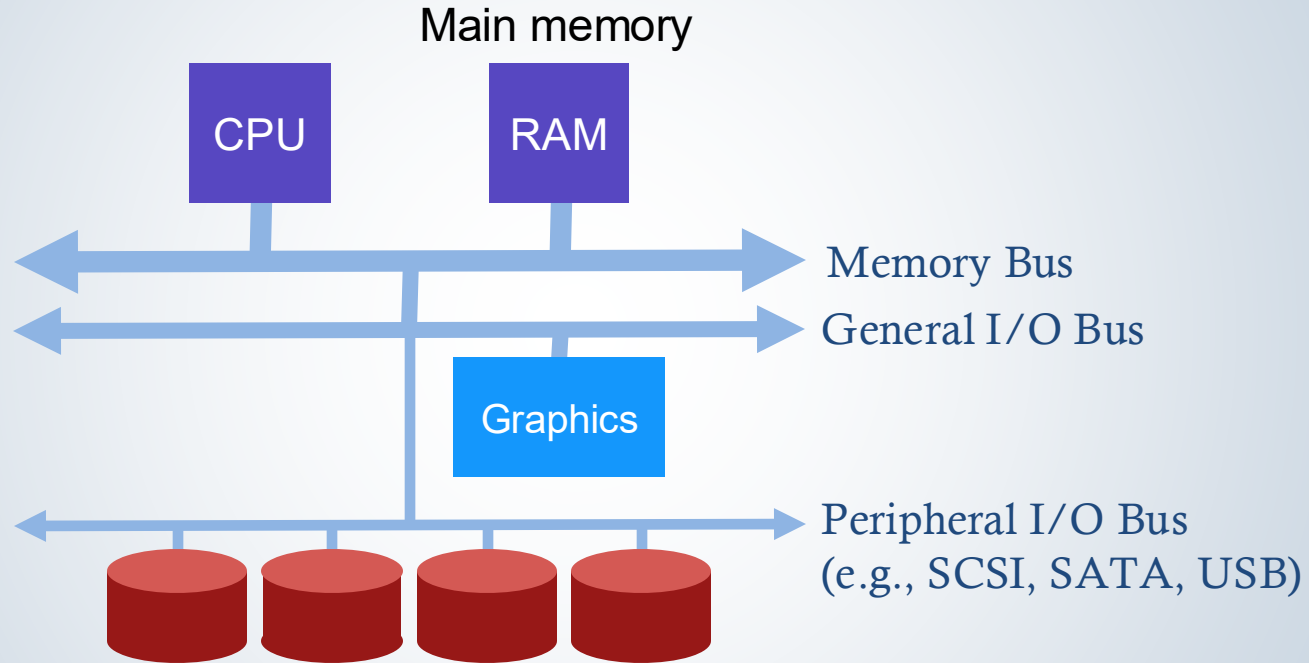 Main memory
CPU
RAM
Memory Bus
General I/O Bus
Graphics
Peripheral I/O Bus
(e.g., SCSI, SATA, USB)